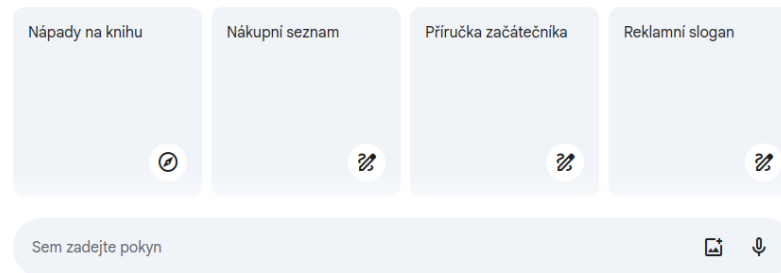 Nápady na knihu
Nákupní seznam
Příručka začátečníka
Reklamní slogan
Sem zadejte pokyn